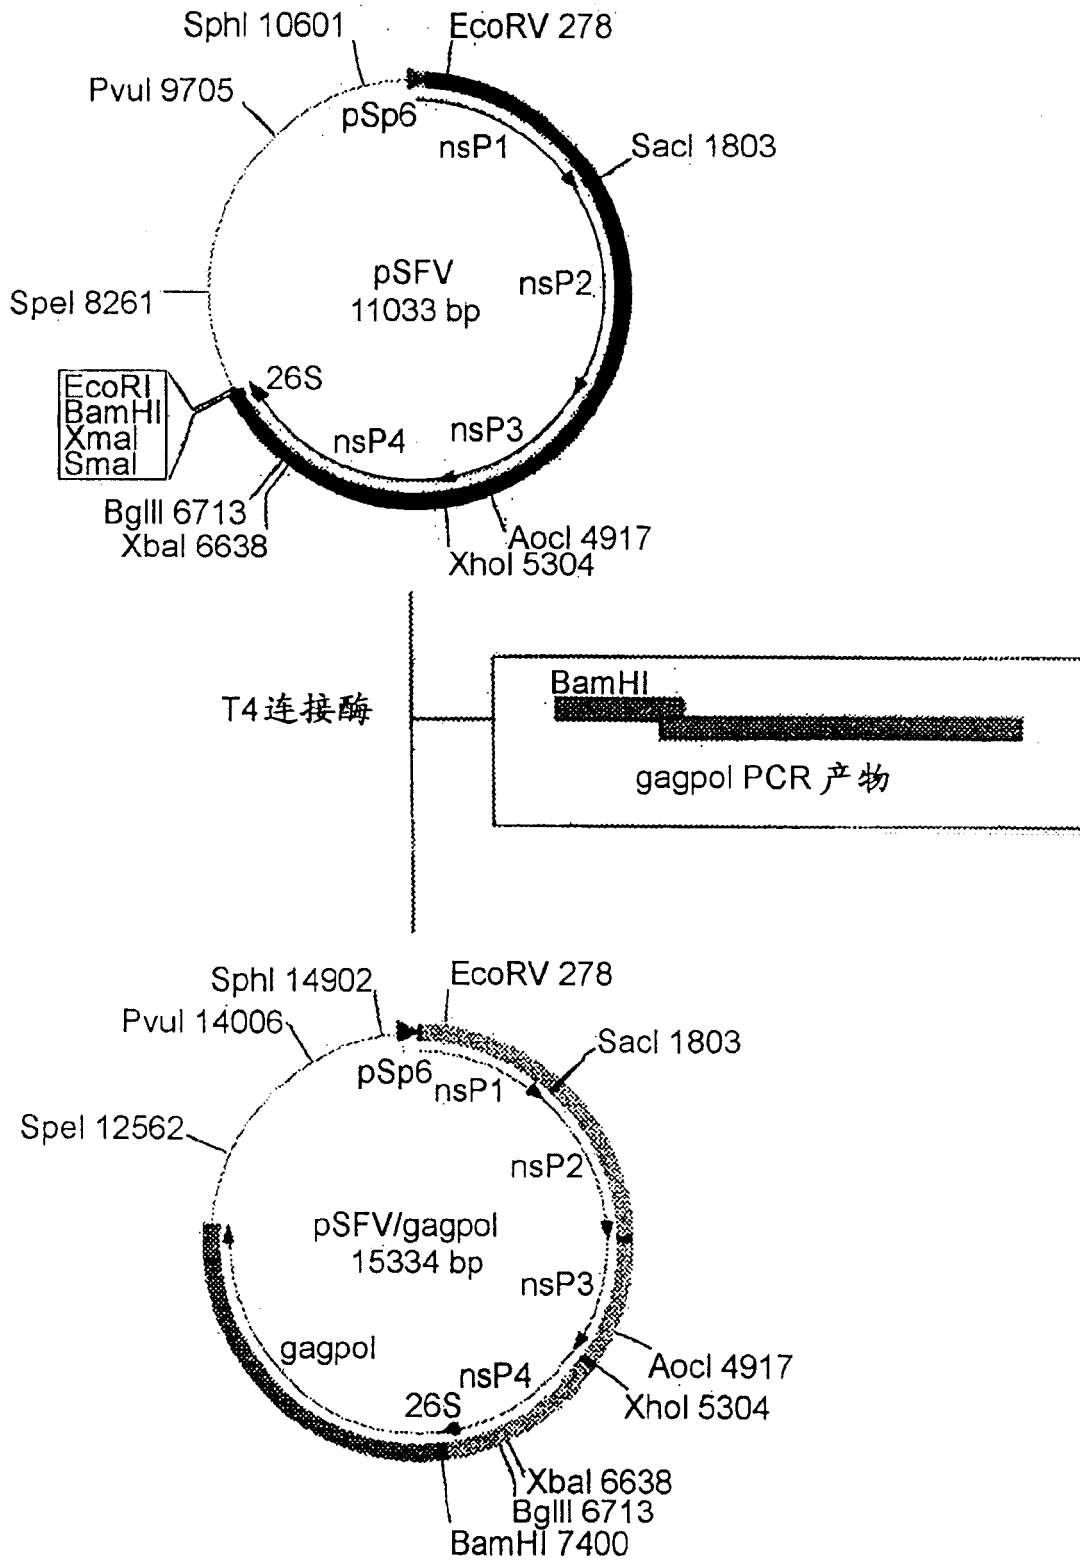 SphI 10601
EcoRV 278
PvuI 9705
pSp6
nsP1
SacI 1803
pSFV
11033 bp
nsP2
SpeI 8261
26S
EcoRI
BamHI
XmaI
SmaI
nsP4
nsP3
BglII 6713
XbaI 6638
AocI 4917
XhoI 5304
T4连接酶
BamHI
gagpol PCR 产物
SphI 14902
EcoRV 278
PvuI 14006
SacI 1803
pSp6
nsP1
SpeI 12562
nsP2
pSFV/gagpol
15334 bp
nsP3
gagpol
nsP4
26S
AocI 4917
XhoI 5304
XbaI 6638
BglII 6713
BamHI 7400